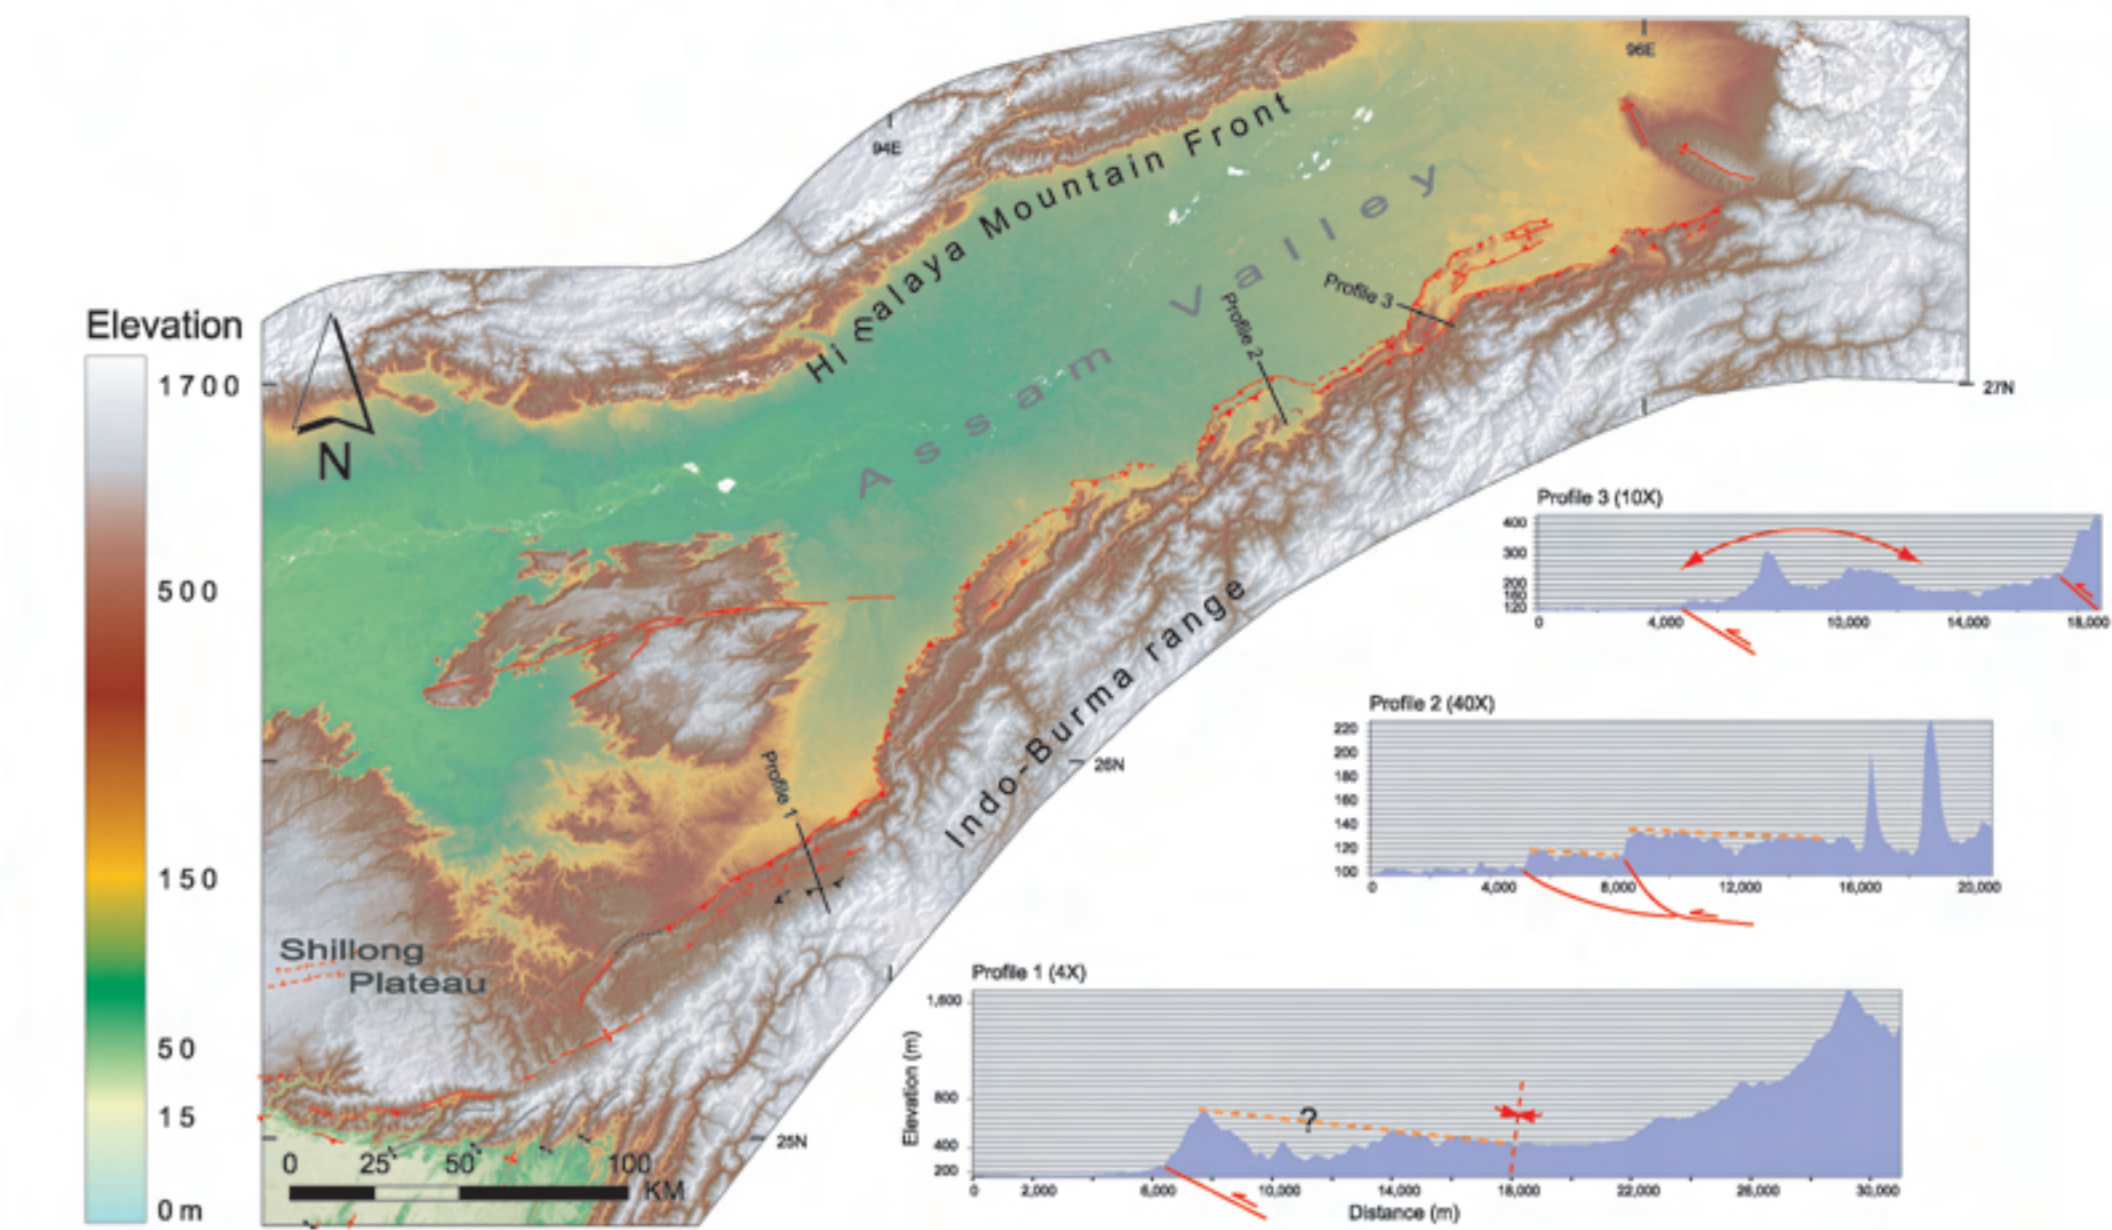 96E
94E
Himalaya Mountain Front
Assam Valley
Profile 3
Profile 2
Elevation
1700
500
150
50
15
0 m
N
27N
Indo-Burma range
26N
Profile 1
Shillong
Plateau
25N
0 25 50 100
KM
Profile 3 (10X)
400
300
200
160
120
0 4,000 10,000 14,000 18,000
Profile 2 (40X)
220
200
180
160
140
120
100
0 4,000 8,000 12,000 16,000 20,000
Profile 1 (4X)
1,600
800
400
200
Elevation (m)
?
0 2,000 6,000 10,000 14,000 18,000 22,000 26,000 30,000
Distance (m)